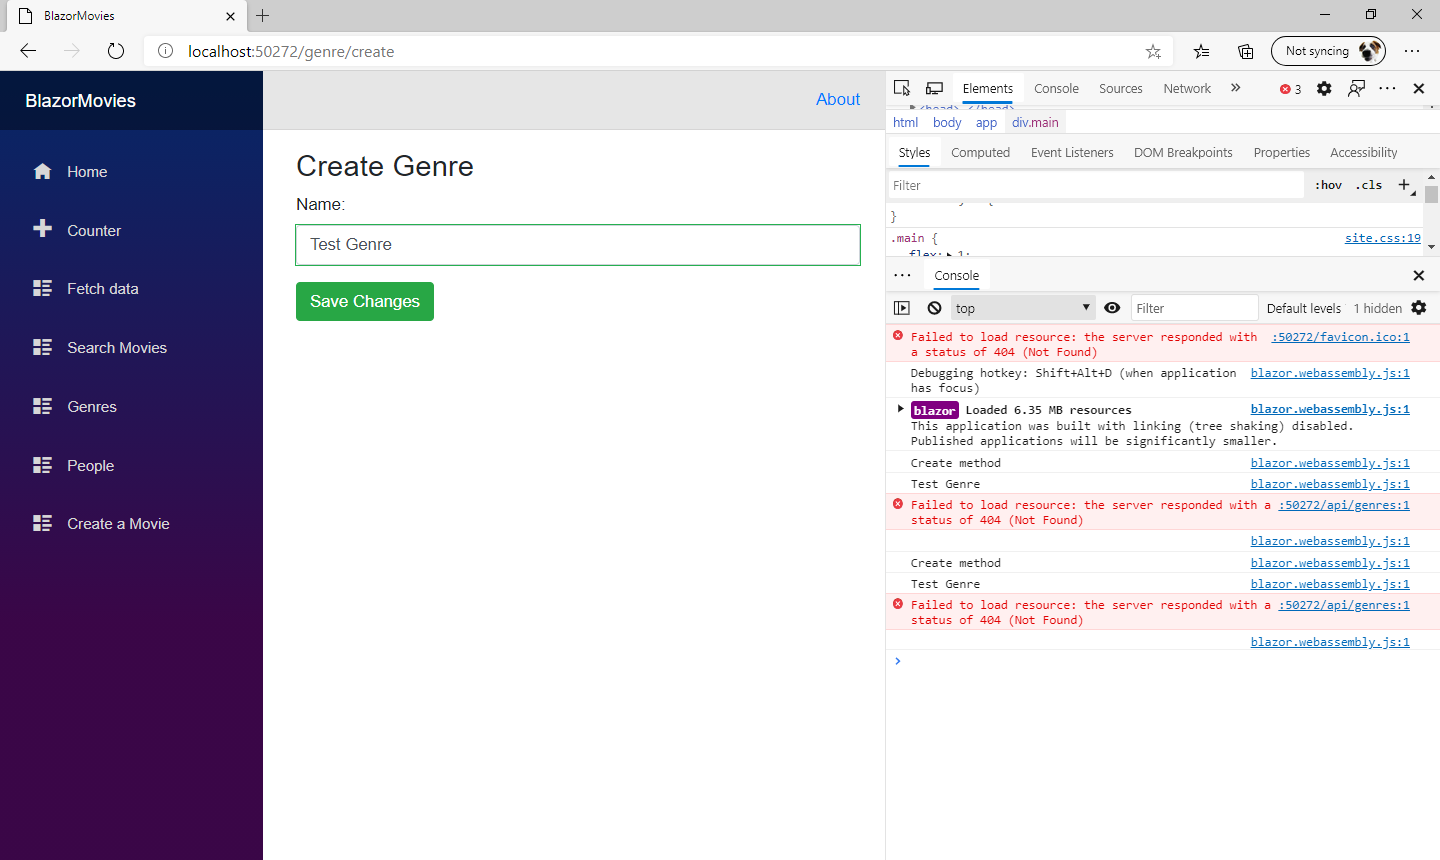 BlazorMovies
localhost:50272/genre/create
Not syncing
BlazorMovies
Home
Counter
Fetch data
Search Movies
Genres
People
Create a Movie
About
Create Genre
Name:
Test Genre
Save Changes
Elements Console Sources Network 3
html body app div.main
Styles Computed Event Listeners DOM Breakpoints Properties Accessibility
Filter :hov .cls
}
.main { site.css:19
flex: 1;
Console
top Filter Default levels 1 hidden
Failed to load resource: the server responded with :50272/favicon.ico:1
a status of 404 (Not Found)
Debugging hotkey: Shift+Alt+D (when application blazor.webassembly.js:1
has focus)
blazor Loaded 6.35 MB resources blazor.webassembly.js:1
This application was built with linking (tree shaking) disabled.
Published applications will be significantly smaller.
Create method blazor.webassembly.js:1
Test Genre blazor.webassembly.js:1
Failed to load resource: the server responded with a :50272/api/genres:1
status of 404 (Not Found)
blazor.webassembly.js:1
Create method blazor.webassembly.js:1
Test Genre blazor.webassembly.js:1
Failed to load resource: the server responded with a :50272/api/genres:1
status of 404 (Not Found)
blazor.webassembly.js:1